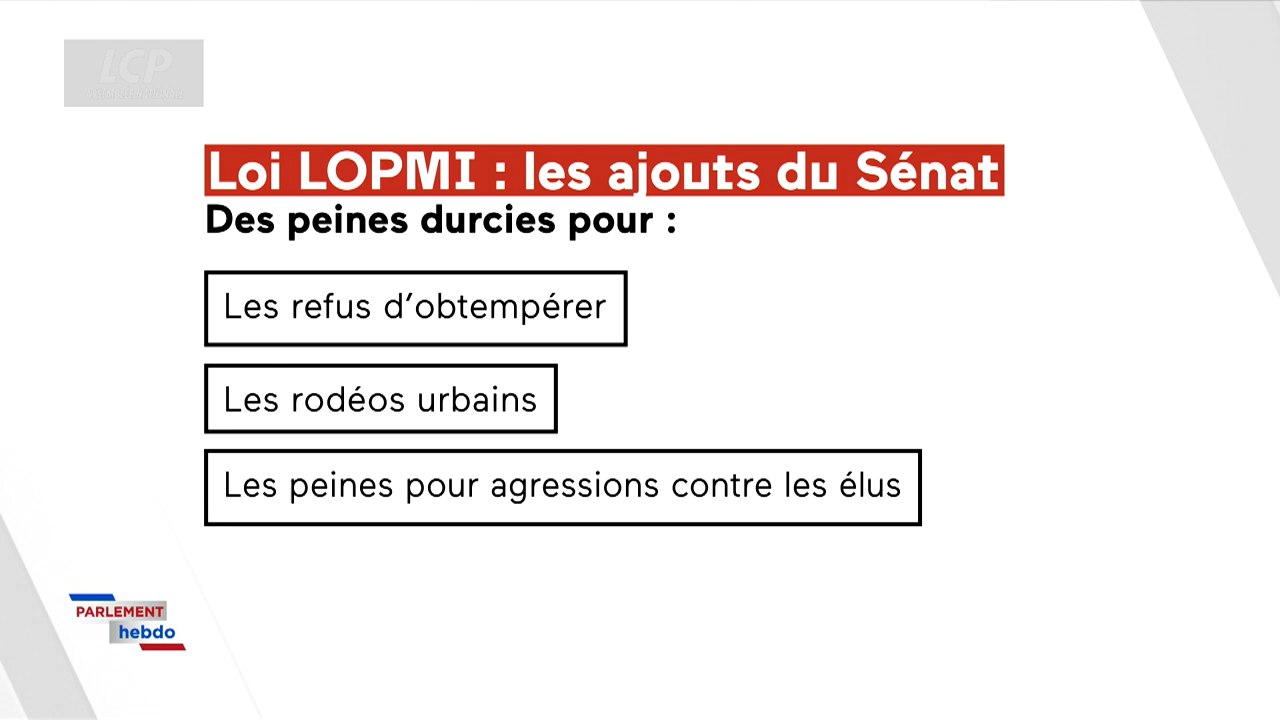 LCP
Loi LOPMI : les ajouts du Sénat
Des peines durcies pour :
Les refus d’obtempérer
Les rodéos urbains
Les peines pour agressions contre les élus
PARLEMENT
hebdo